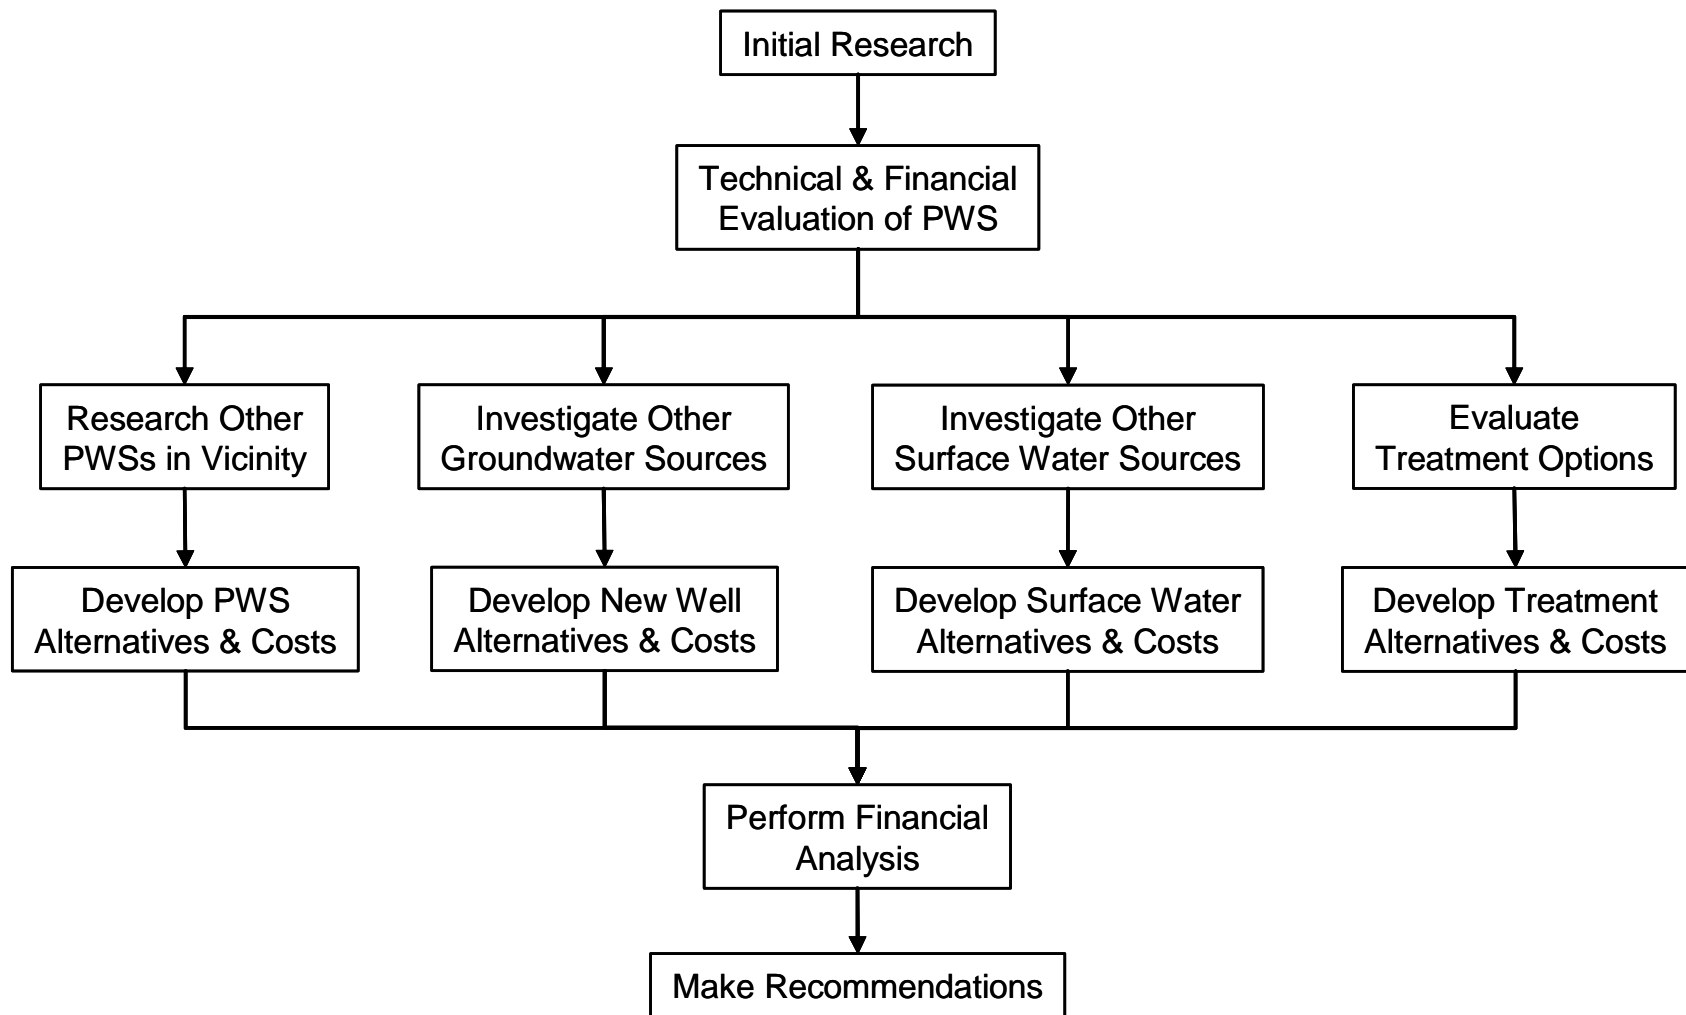 Initial Research
Technical & Financial
Evaluation of PWS
Research Other
PWSs in Vicinity
Investigate Other
Groundwater Sources
Investigate Other
Surface Water Sources
Evaluate
Treatment Options
Develop PWS
Alternatives & Costs
Develop New Well
Alternatives & Costs
Develop Surface Water
Alternatives & Costs
Develop Treatment
Alternatives & Costs
Perform Financial
Analysis
Make Recommendations